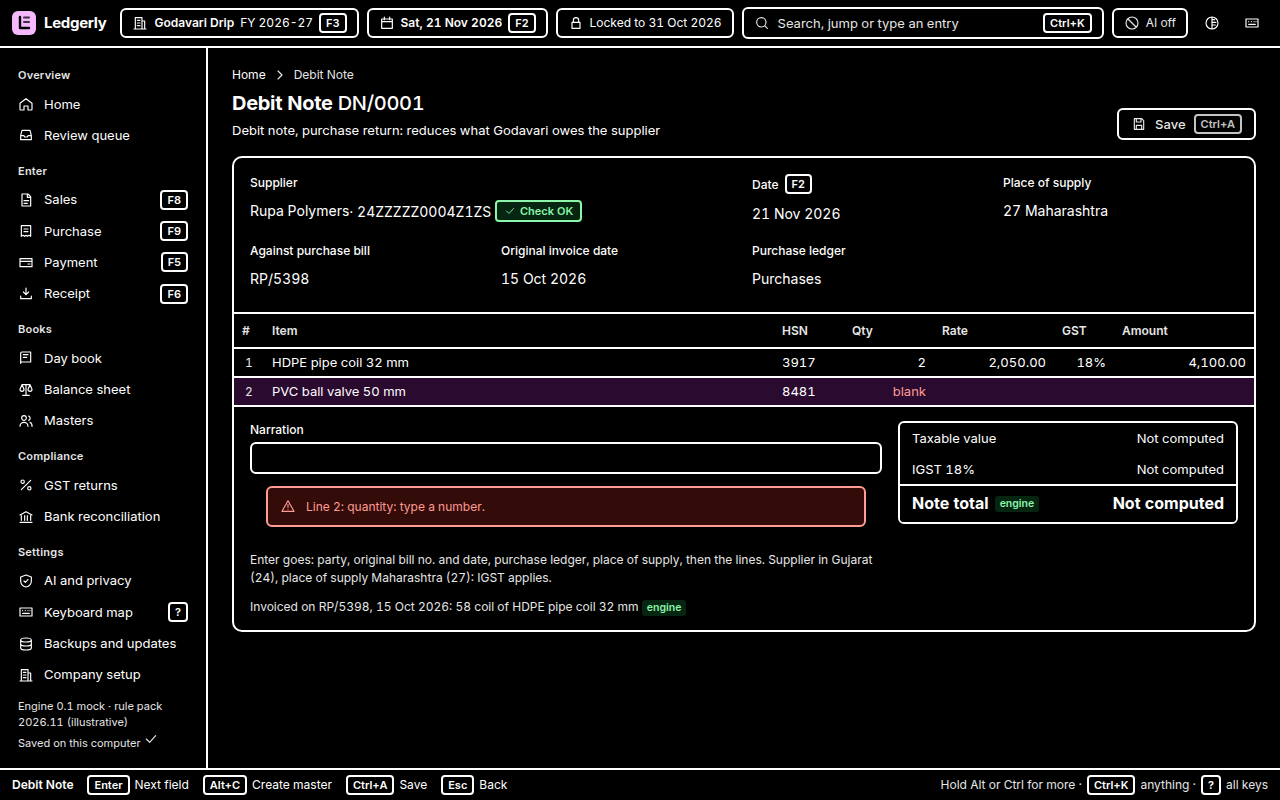 Ledgerly
Godavari Drip FY 2026-27 F3
Sat, 21 Nov 2026 F2
Locked to 31 Oct 2026
Search, jump or type an entry Ctrl+K
AI off
Overview
Home
Review queue
Enter
Sales F8
Purchase F9
Payment F5
Receipt F6
Books
Day book
Balance sheet
Masters
Compliance
GST returns
Bank reconciliation
Settings
AI and privacy
Keyboard map ?
Backups and updates
Company setup
Engine 0.1 mock · rule pack
2026.11 (illustrative)
Saved on this computer
Home > Debit Note
Debit Note DN/0001
Debit note, purchase return: reduces what Godavari owes the supplier
Save Ctrl+A
Supplier
Rupa Polymers· 24ZZZZZ0004Z1ZS Check OK
Date F2
21 Nov 2026
Place of supply
27 Maharashtra
Against purchase bill
RP/5398
Original invoice date
15 Oct 2026
Purchase ledger
Purchases
# Item HSN Qty Rate GST Amount
1 HDPE pipe coil 32 mm 3917 2 2,050.00 18% 4,100.00
2 PVC ball valve 50 mm 8481 blank
Narration
Line 2: quantity: type a number.
Taxable value Not computed
IGST 18% Not computed
Note total engine Not computed
Enter goes: party, original bill no. and date, purchase ledger, place of supply, then the lines. Supplier in Gujarat
(24), place of supply Maharashtra (27): IGST applies.
Invoiced on RP/5398, 15 Oct 2026: 58 coil of HDPE pipe coil 32 mm engine
Debit Note Enter Next field Alt+C Create master Ctrl+A Save Esc Back
Hold Alt or Ctrl for more · Ctrl+K anything · ? all keys